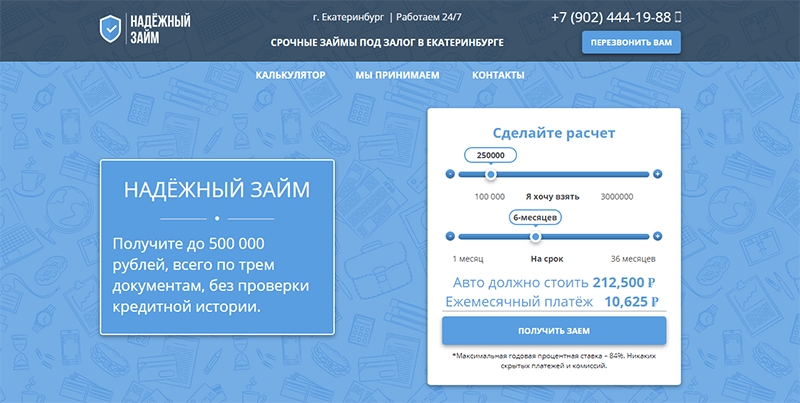 НАДЁЖНЫЙ
ЗАЙМ
г. Екатеринбург | Работаем 24/7
СРОЧНЫЕ ЗАЙМЫ ПОД ЗАЛОГ В ЕКАТЕРИНБУРГЕ
+7 (902) 444-19-88
ПЕРЕЗВОНИТЬ ВАМ
КАЛЬКУЛЯТОР МЫ ПРИНИМАЕМ КОНТАКТЫ
НАДЁЖНЫЙ ЗАЙМ
Получите до 500 000
рублей, всего по трем
документам, без проверки
кредитной истории.
Сделайте расчет
250000
100 000 Я хочу взять 3000000
6-месяцев
1 месяц На срок 36 месяцев
Авто должно стоить 212,500 ₽
Ежемесячный платёж 10,625 ₽
ПОЛУЧИТЬ ЗАЕМ
*Максимальная годовая процентная ставка – 84%. Никаких
скрытых платежей и комиссий.